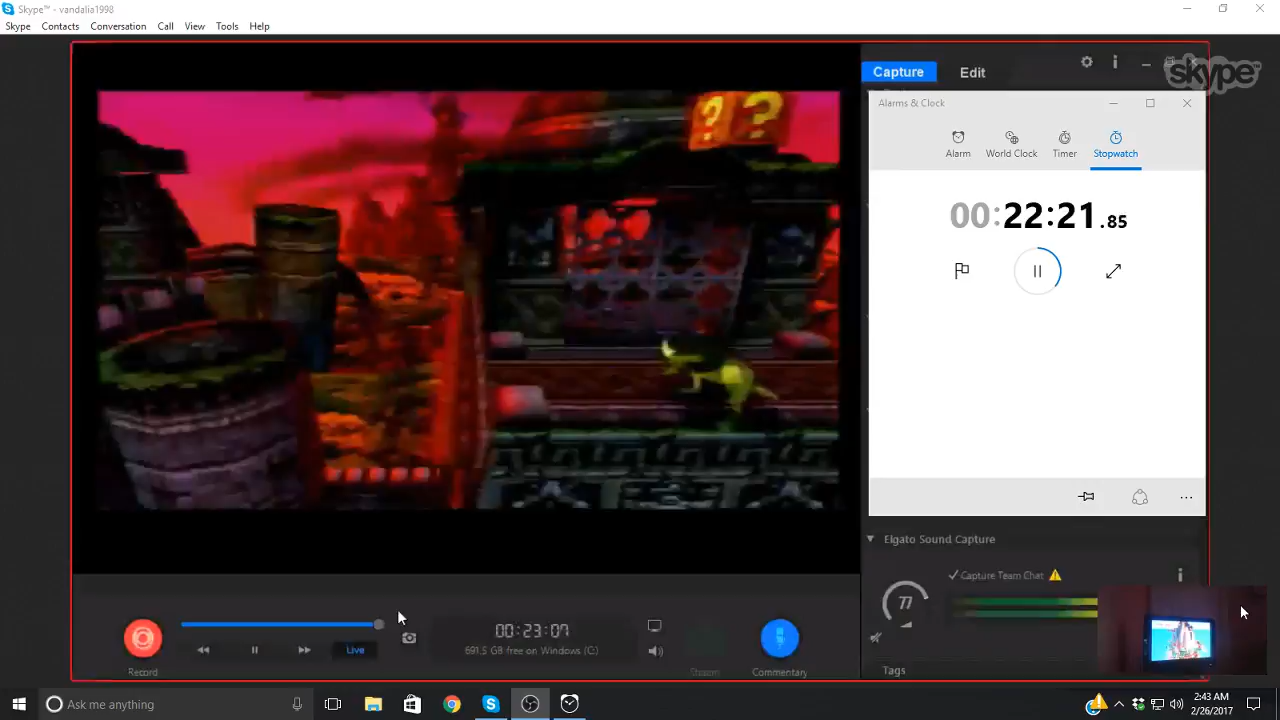 Skype™ - vandalia1998
Skype Contacts Conversation Call View Tools Help
Capture Edit
skype
Alarms & Clock
Alarm World Clock Timer Stopwatch
00:22:21.85
Elgato Sound Capture
Capture Team Chat
77
00:23:07
691.5 GB free on Windows (C:)
Live
Record
Stream
Commentary
Tags
Ask me anything
2:43 AM
2/26/2017
? ?